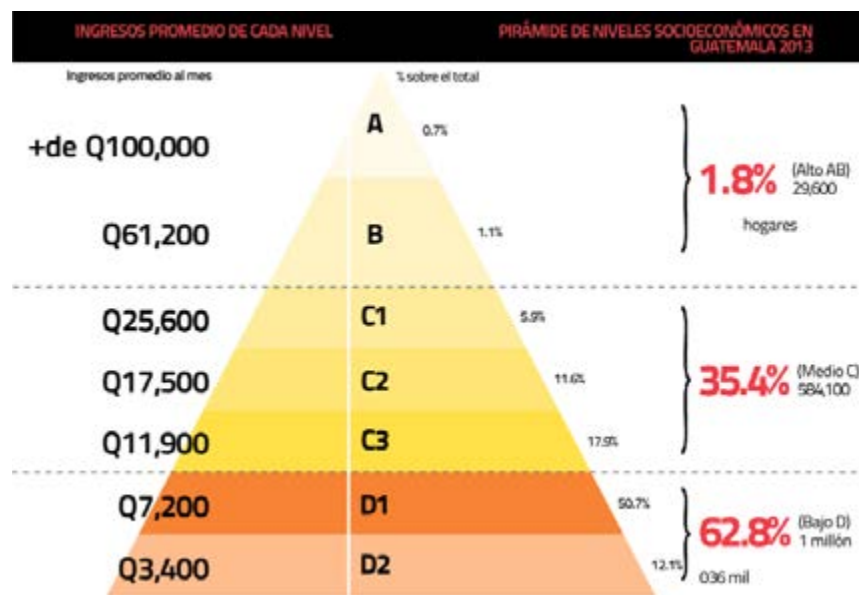 INGRESOS PROMEDIO DE CADA NIVEL
PIRÁMIDE DE NIVELES SOCIOECONÓMICOS EN
GUATEMALA 2013
Ingresos promedio al mes
% sobre el total
+de Q100,000
A
0.7%
1.8% (Alto AB)
29,600
hogares
Q61,200
B
1.1%
Q25,600
C1
5.9%
Q17,500
C2
11.6%
35.4% (Medio C)
584,100
Q11,900
C3
17.9%
Q7,200
D1
50.7%
62.8% (Bajo D)
1 millón
036 mil
Q3,400
D2
12.1%